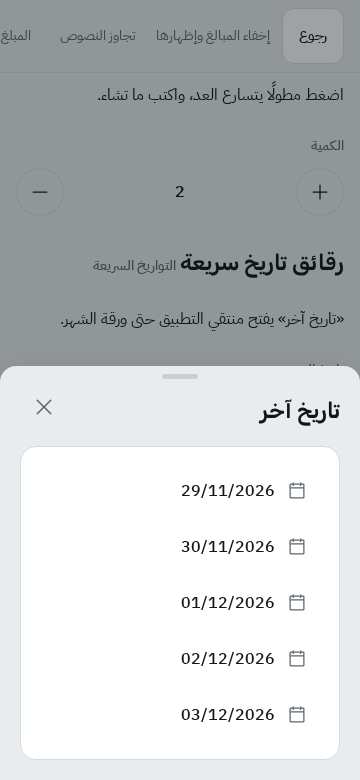 رجوع
إخفاء المبالغ وإظهارها
تجاوز النصوص
المبلغ
اضغط مطولًا يتسارع العد، واكتب ما تشاء.
الكمية
2
رقائق تاريخ سريعة التواريخ السريعة
«تاريخ آخر» يفتح منتقي التطبيق حتى ورقة الشهر.
تاريخ آخر
29/11/2026
30/11/2026
01/12/2026
02/12/2026
03/12/2026